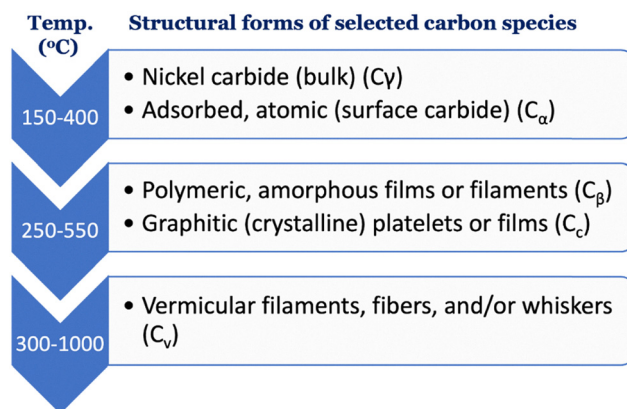 Temp. Structural forms of selected carbon species
(ºC)
150-400
• Nickel carbide (bulk) (Cγ)
• Adsorbed, atomic (surface carbide) (Cα)
250-550
• Polymeric, amorphous films or filaments (Cβ)
• Graphitic (crystalline) platelets or films (Cc)
300-1000
• Vermicular filaments, fibers, and/or whiskers
(Cv)